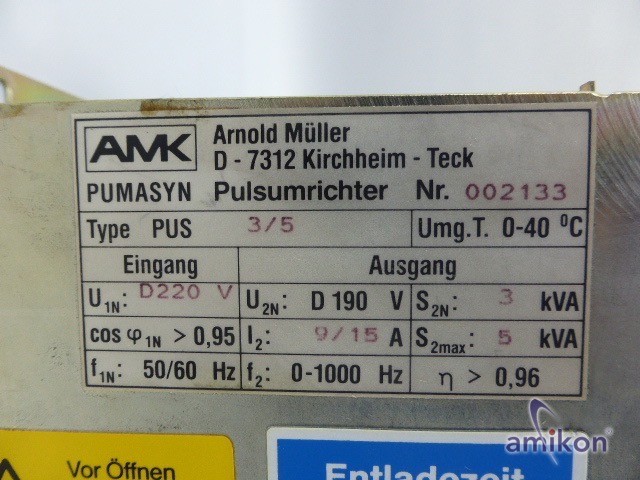 AMK Arnold Müller
D - 7312 Kirchheim - Teck
PUMASYN Pulsumrichter Nr. 002133
Type PUS 3/5 Umg.T. 0-40 ⁰C
Eingang Ausgang
U₁N: D220 V U₂N: D 190 V S₂N: 3 kVA
cos φ₁N > 0,95 I₂: 9/15 A S₂max: 5 kVA
f₁N: 50/60 Hz f₂: 0-1000 Hz η > 0,96
amikon
Vor Öffnen
Entladezeit